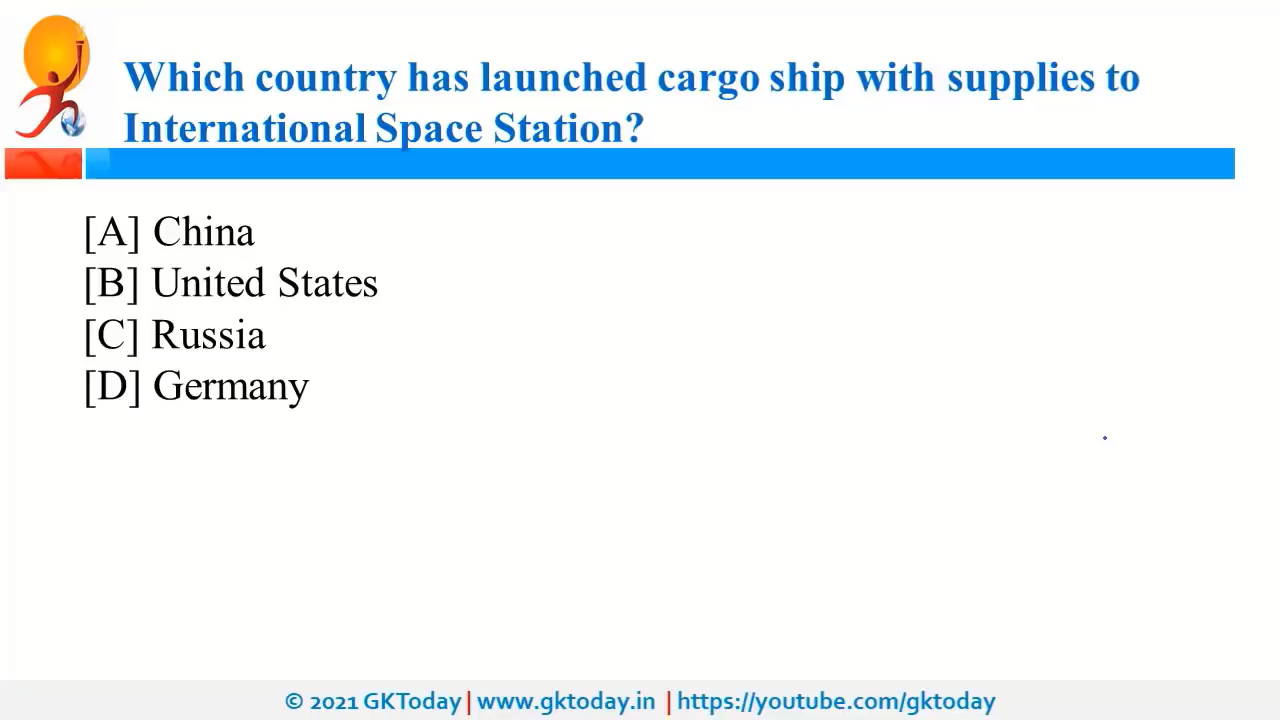 Which country has launched cargo ship with supplies to
International Space Station?
[A] China
[B] United States
[C] Russia
[D] Germany
© 2021 GKToday | www.gktoday.in | https://youtube.com/gktoday